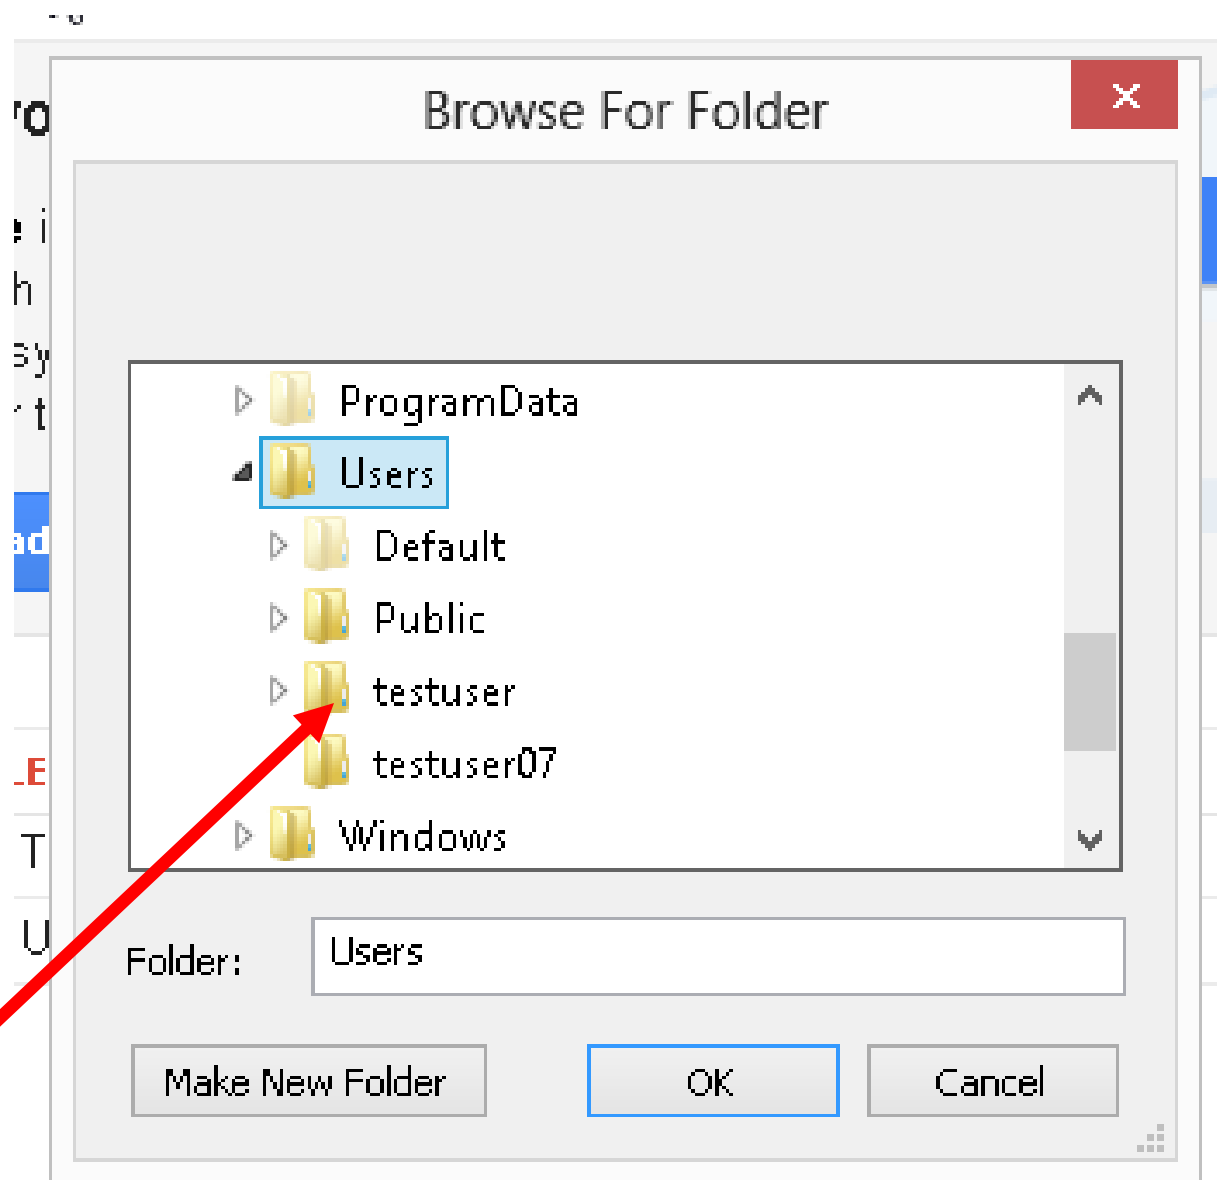 Browse For Folder
ProgramData
Users
Default
Public
testuser
testuser07
Windows
Folder:
Users
Make New Folder
OK
Cancel